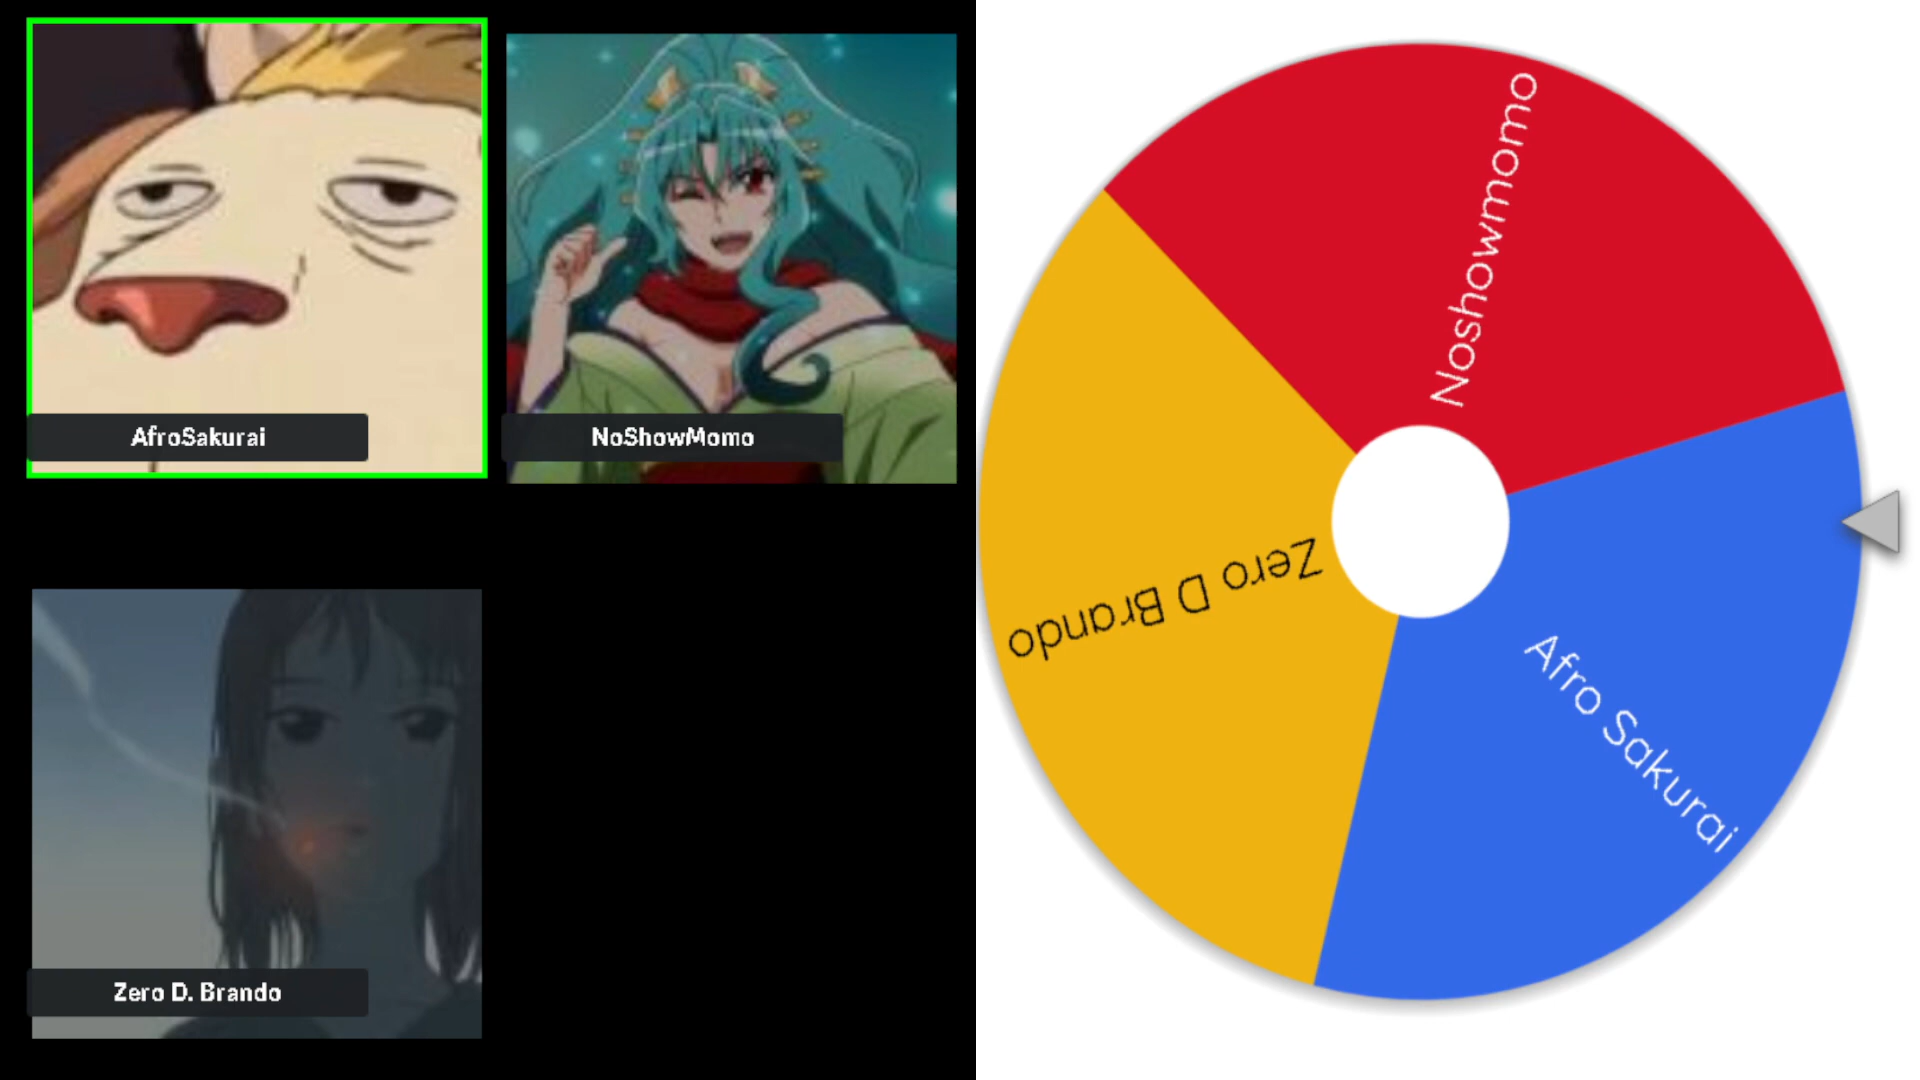 AfroSakurai
NoShowMomo
Zero D. Brando
Noshowmomo
Zero D Brando
Afro Sakurai